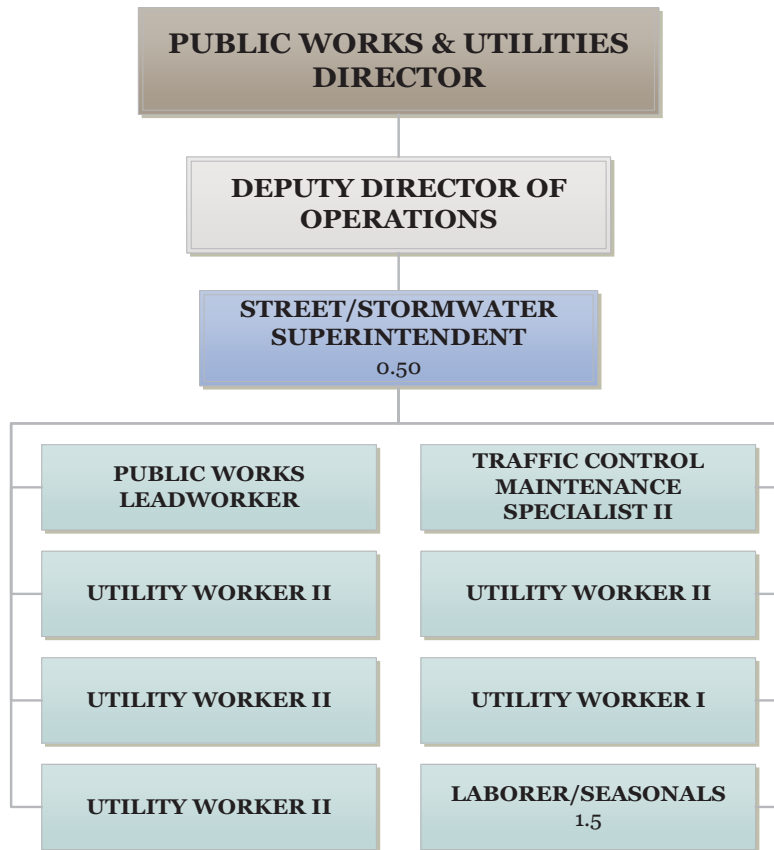 PUBLIC WORKS & UTILITIES
DIRECTOR
DEPUTY DIRECTOR OF
OPERATIONS
STREET/STORMWATER
SUPERINTENDENT
0.50
PUBLIC WORKS
LEADWORKER
TRAFFIC CONTROL
MAINTENANCE
SPECIALIST II
UTILITY WORKER II
UTILITY WORKER II
UTILITY WORKER II
UTILITY WORKER I
UTILITY WORKER II
LABORER/SEASONALS
1.5